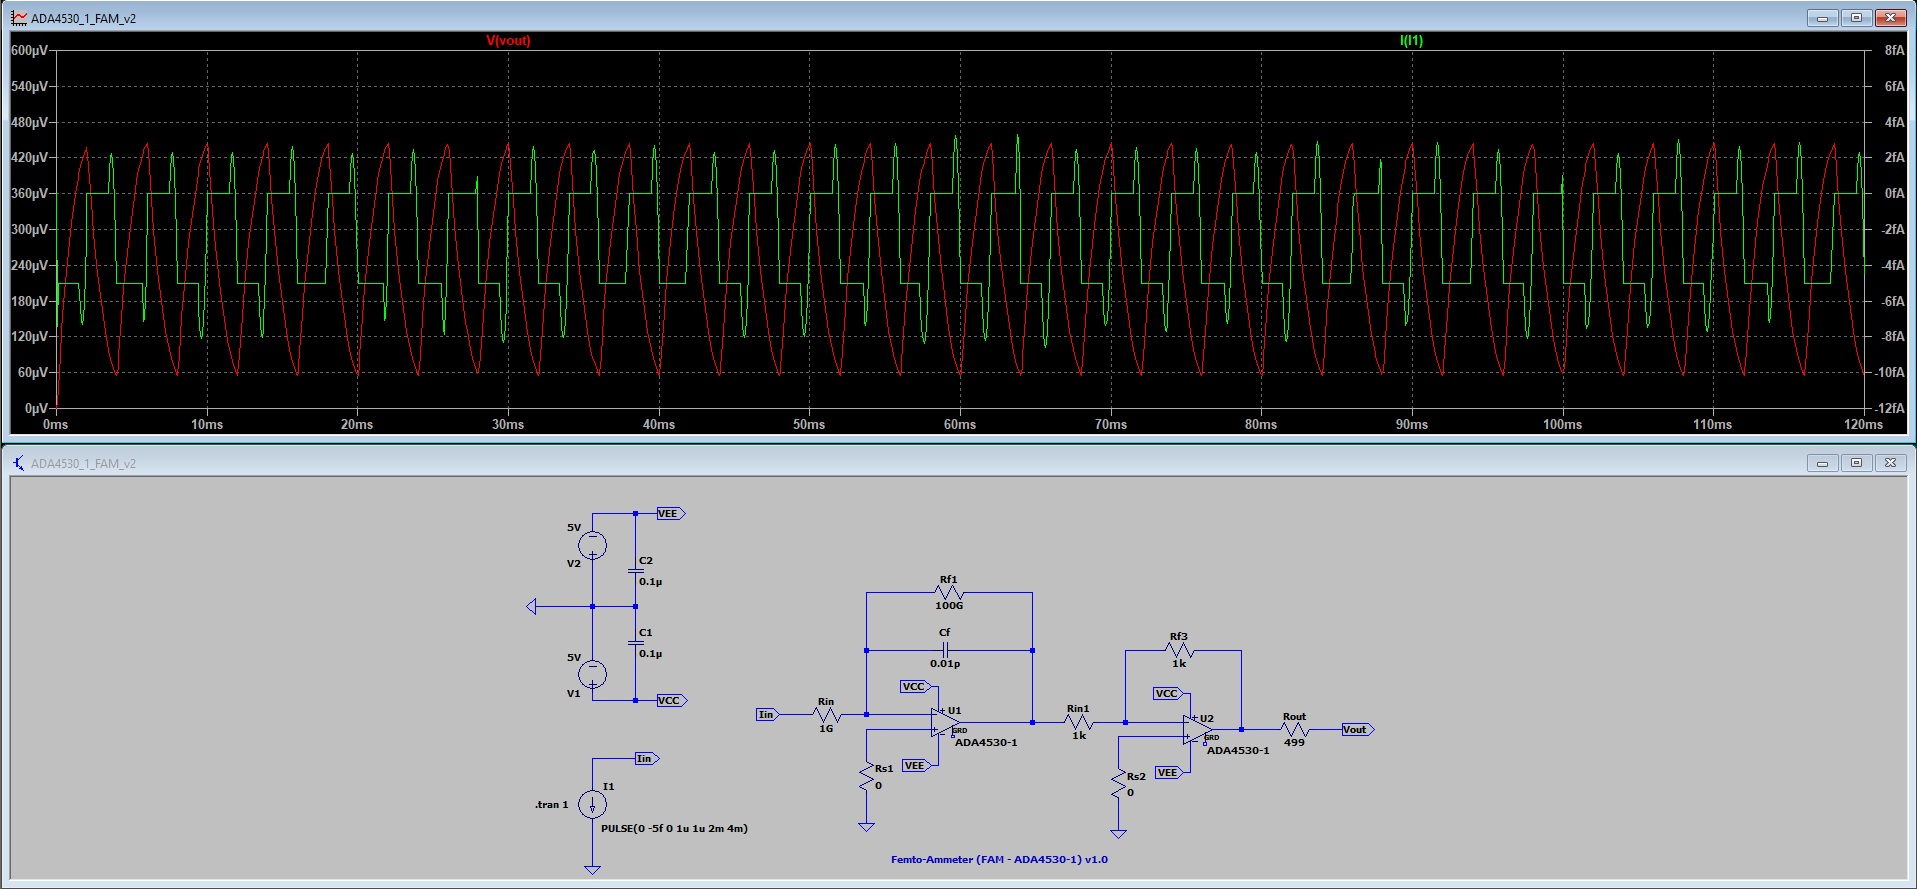 ADA4530_1_FAM_v2
V(vout)
I(I1)
600µV
540µV
480µV
420µV
360µV
300µV
240µV
180µV
120µV
60µV
0µV
8fA
6fA
4fA
2fA
0fA
-2fA
-4fA
-6fA
-8fA
-10fA
-12fA
0ms 10ms 20ms 30ms 40ms 50ms 60ms 70ms 80ms 90ms 100ms 110ms 120ms
ADA4530_1_FAM_v2
VEE
5V
V2
C2
0.1µ
C1
0.1µ
5V
V1
VCC
Iin
I1
.tran 1
PULSE(0 -5f 0 1u 1u 2m 4m)
Rf1
100G
Cf
0.01p
VCC
Iin
Rin
1G
U1
GRD
ADA4530-1
VEE
Rs1
0
Rf3
1k
VCC
Rin1
1k
U2
GRD
ADA4530-1
VEE
Rs2
0
Rout
499
Vout
Femto-Ammeter (FAM - ADA4530-1) v1.0